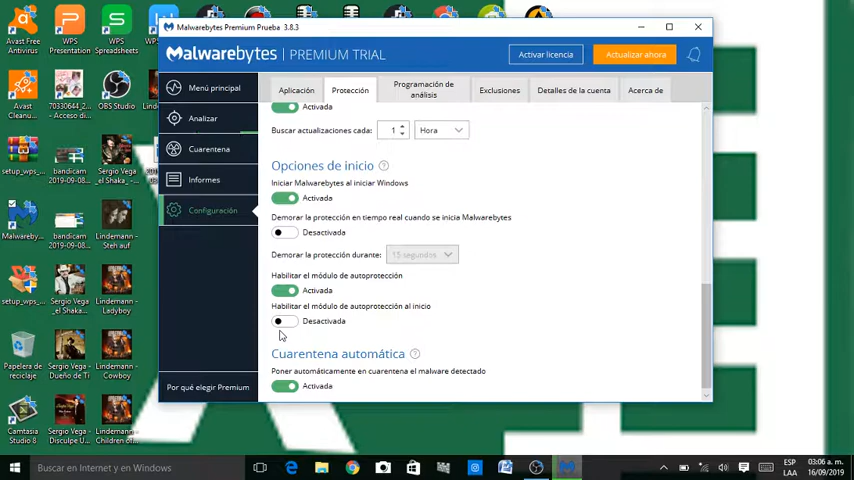 Malwarebytes Premium Prueba 3.8.3
Malwarebytes | PREMIUM TRIAL
Activar licencia
Actualizar ahora
Aplicación
Protección
Programación de
análisis
Exclusiones
Detalles de la cuenta
Acerca de
Menú principal
Analizar
Cuarentena
Informes
Configuración
Por qué elegir Premium
Activada
Buscar actualizaciones cada:
1
Hora
Opciones de inicio
Iniciar Malwarebytes al iniciar Windows
Activada
Demorar la protección en tiempo real cuando se inicia Malwarebytes
Desactivada
Demorar la protección durante:
15 segundos
Habilitar el módulo de autoprotección
Activada
Habilitar el módulo de autoprotección al inicio
Desactivada
Cuarentena automática
Poner automáticamente en cuarentena el malware detectado
Activada
Avast Free
Antivirus
WPS
Presentation
WPS
Spreadsheets
Avast
Cleanu...
70330644_2...
- Acceso di...
OBS Studio
setup_wps_...
bandicam
2019-09-08...
Sergio Vega
_el Shaka_ -...
Malwareby...
bandicam
2019-09-08...
Lindemann -
Steh auf
setup_wps_...
Sergio Vega
"el Shaka"...
Lindemann -
Ladyboy
Papelera de
reciclaje
Sergio Vega -
Dueño de Ti
Lindemann -
Cowboy
Camtasia
Studio 8
Sergio Vega
- Disculpe U...
Lindemann -
Children of...
Buscar en Internet y en Windows
ESP
LAA
03:06 a. m.
16/09/2019